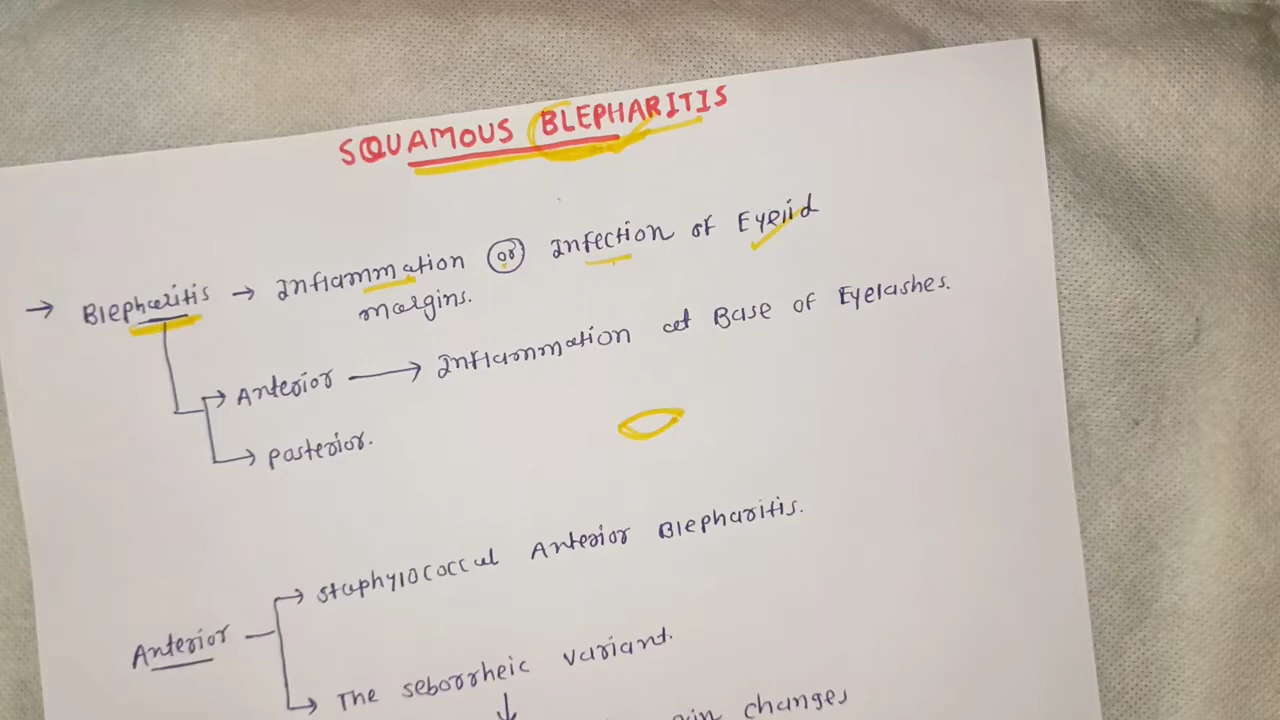 SQUAMOUS BLEPHARITIS
→ Blepharitis → Inflammation or Infection of Eyelid
margins.
→ Anterior → Inflammation at Base of Eyelashes.
→ posterior.
→ staphylococcal Anterior Blepharitis.
Anterior
→ The seborrheic variant.
↓
changes